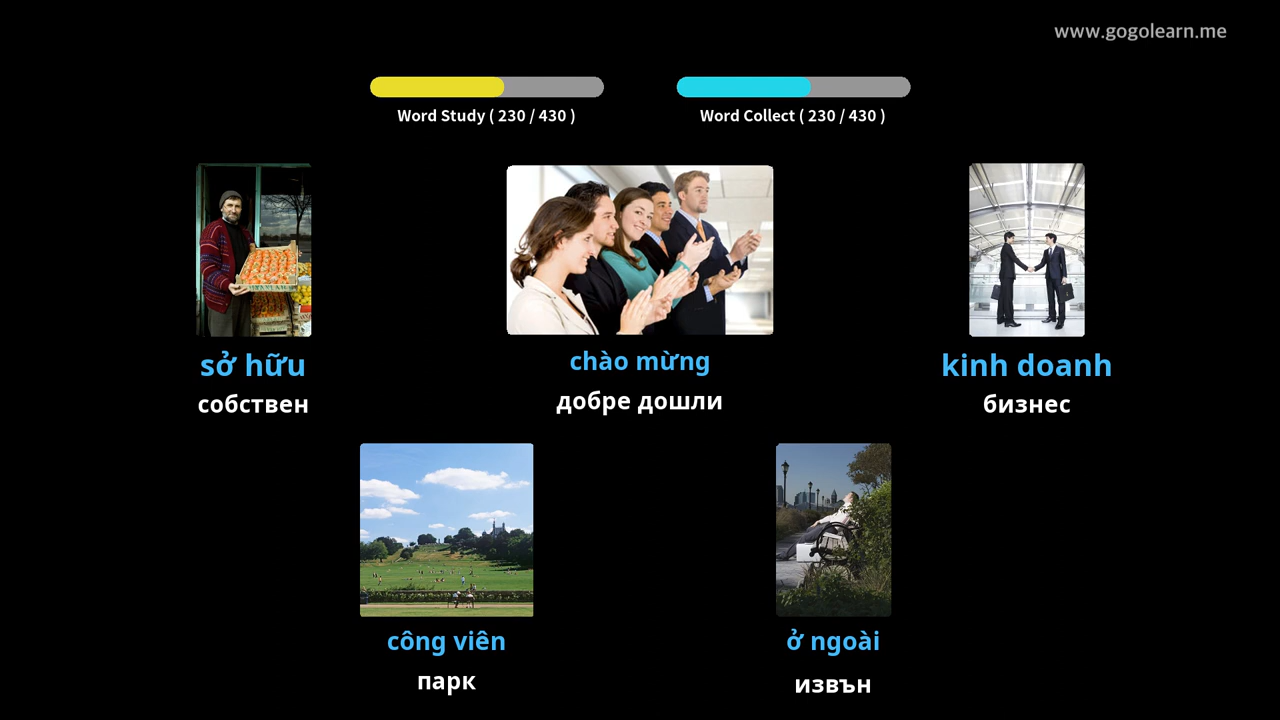 www.gogolearn.me
Word Study ( 230 / 430 )
Word Collect ( 230 / 430 )
sở hữu
собствен
chào mừng
добре дошли
kinh doanh
бизнес
công viên
парк
ở ngoài
извън